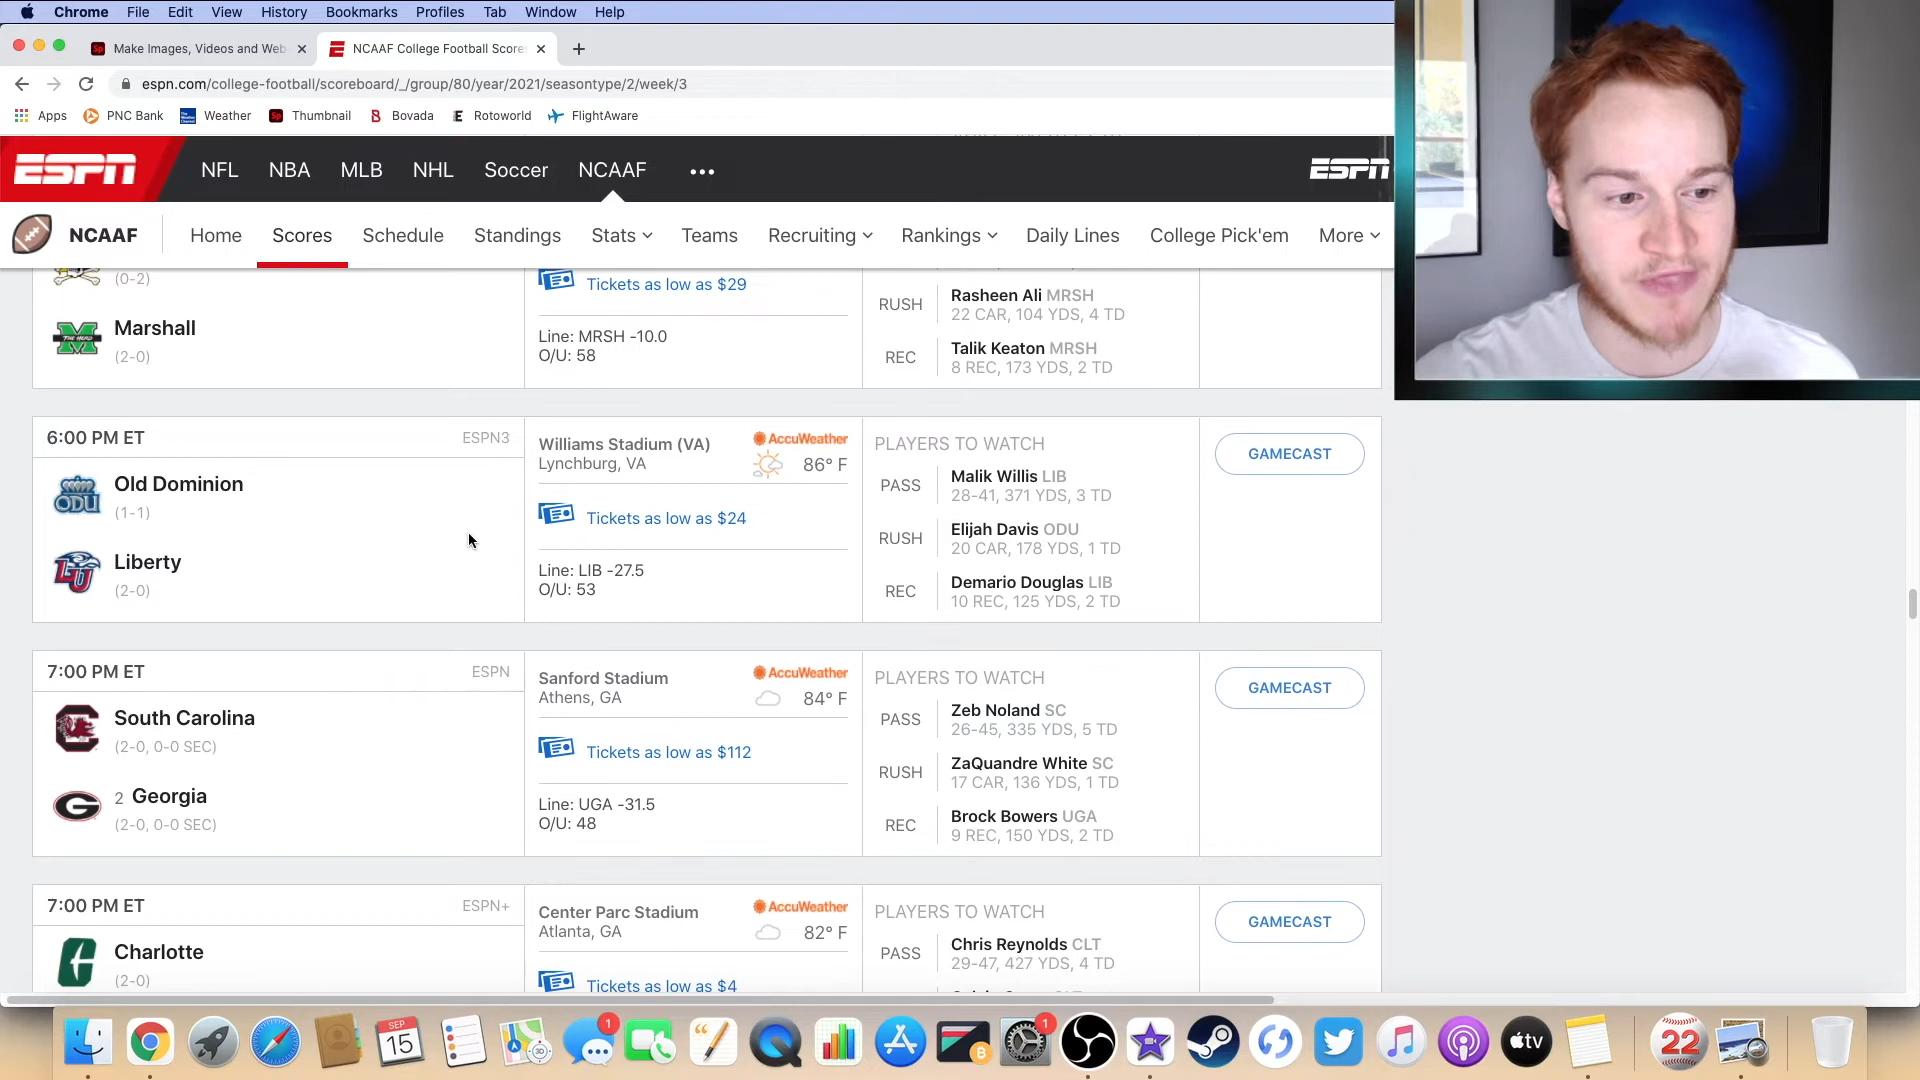 Chrome File Edit View History Bookmarks Profiles Tab Window Help
Make Images, Videos and Web
NCAAF College Football Score
espn.com/college-football/scoreboard/_/group/80/year/2021/seasontype/2/week/3
Apps PNC Bank Weather Thumbnail Bovada Rotoworld FlightAware
ESPN NFL NBA MLB NHL Soccer NCAAF ... ESPN
NCAAF Home Scores Schedule Standings Stats Teams Recruiting Rankings Daily Lines College Pick'em More
(0-2)
Marshall
(2-0)
Tickets as low as $29
Line: MRSH -10.0
O/U: 58
RUSH Rasheen Ali MRSH
22 CAR, 104 YDS, 4 TD
REC Talik Keaton MRSH
8 REC, 173 YDS, 2 TD
6:00 PM ET ESPN3
Old Dominion
(1-1)
Liberty
(2-0)
Williams Stadium (VA)
Lynchburg, VA
AccuWeather
86° F
Tickets as low as $24
Line: LIB -27.5
O/U: 53
PLAYERS TO WATCH
PASS Malik Willis LIB
28-41, 371 YDS, 3 TD
RUSH Elijah Davis ODU
20 CAR, 178 YDS, 1 TD
REC Demario Douglas LIB
10 REC, 125 YDS, 2 TD
GAMECAST
7:00 PM ET ESPN
South Carolina
(2-0, 0-0 SEC)
2 Georgia
(2-0, 0-0 SEC)
Sanford Stadium
Athens, GA
AccuWeather
84° F
Tickets as low as $112
Line: UGA -31.5
O/U: 48
PLAYERS TO WATCH
PASS Zeb Noland SC
26-45, 335 YDS, 5 TD
RUSH ZaQuandre White SC
17 CAR, 136 YDS, 1 TD
REC Brock Bowers UGA
9 REC, 150 YDS, 2 TD
GAMECAST
7:00 PM ET ESPN+
Charlotte
(2-0)
Center Parc Stadium
Atlanta, GA
AccuWeather
82° F
Tickets as low as $4
PLAYERS TO WATCH
PASS Chris Reynolds CLT
29-47, 427 YDS, 4 TD
GAMECAST
SEP
15
3D
1
1
tv
22